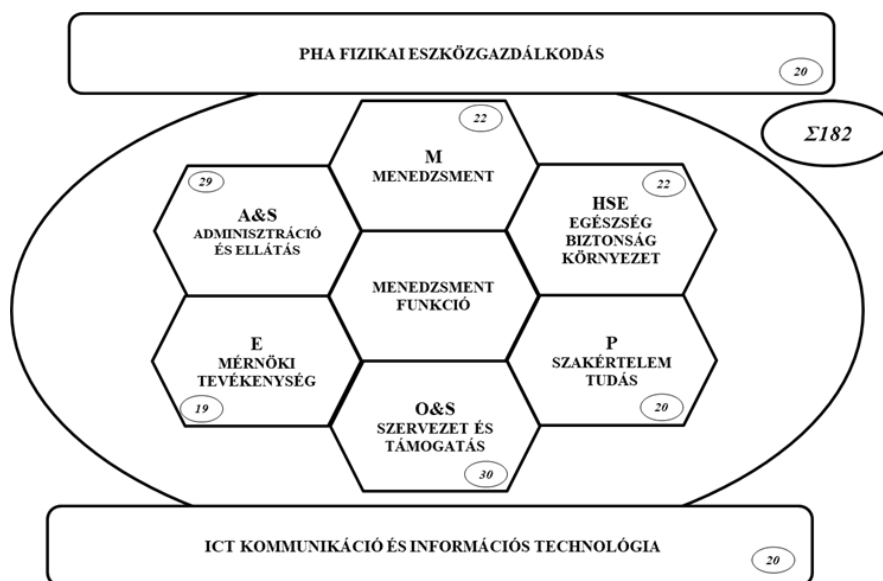 PHA FIZIKAI ESZKÖZGAZDÁLKODÁS
20
Σ182
22
M
MENEDZSMENT
29
A&S
ADMINISZTRÁCIÓ
ÉS ELLÁTÁS
22
HSE
EGÉSZSÉG
BIZTONSÁG
KÖRNYEZET
MENEDZSMENT
FUNKCIÓ
E
MÉRNÖKI
TEVÉKENYSÉG
19
P
SZAKÉRTELEM
TUDÁS
20
O&S
SZERVEZET ÉS
TÁMOGATÁS
30
ICT KOMMUNIKÁCIÓ ÉS INFORMÁCIÓS TECHNOLÓGIA
20